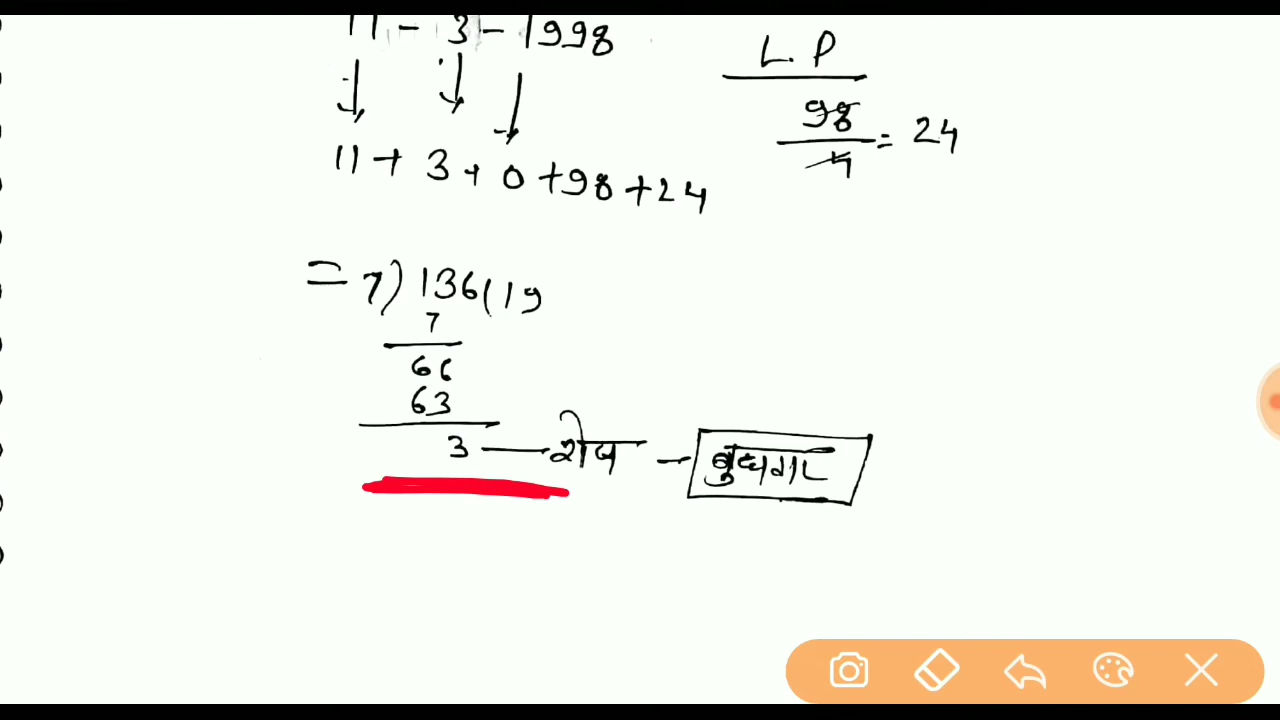 11 - 3 - 1998
11 + 3 + 0 + 98 + 24
= 7) 136 (19
7
66
63
3 — शेष — बुधवार
L. P
98/4 = 24